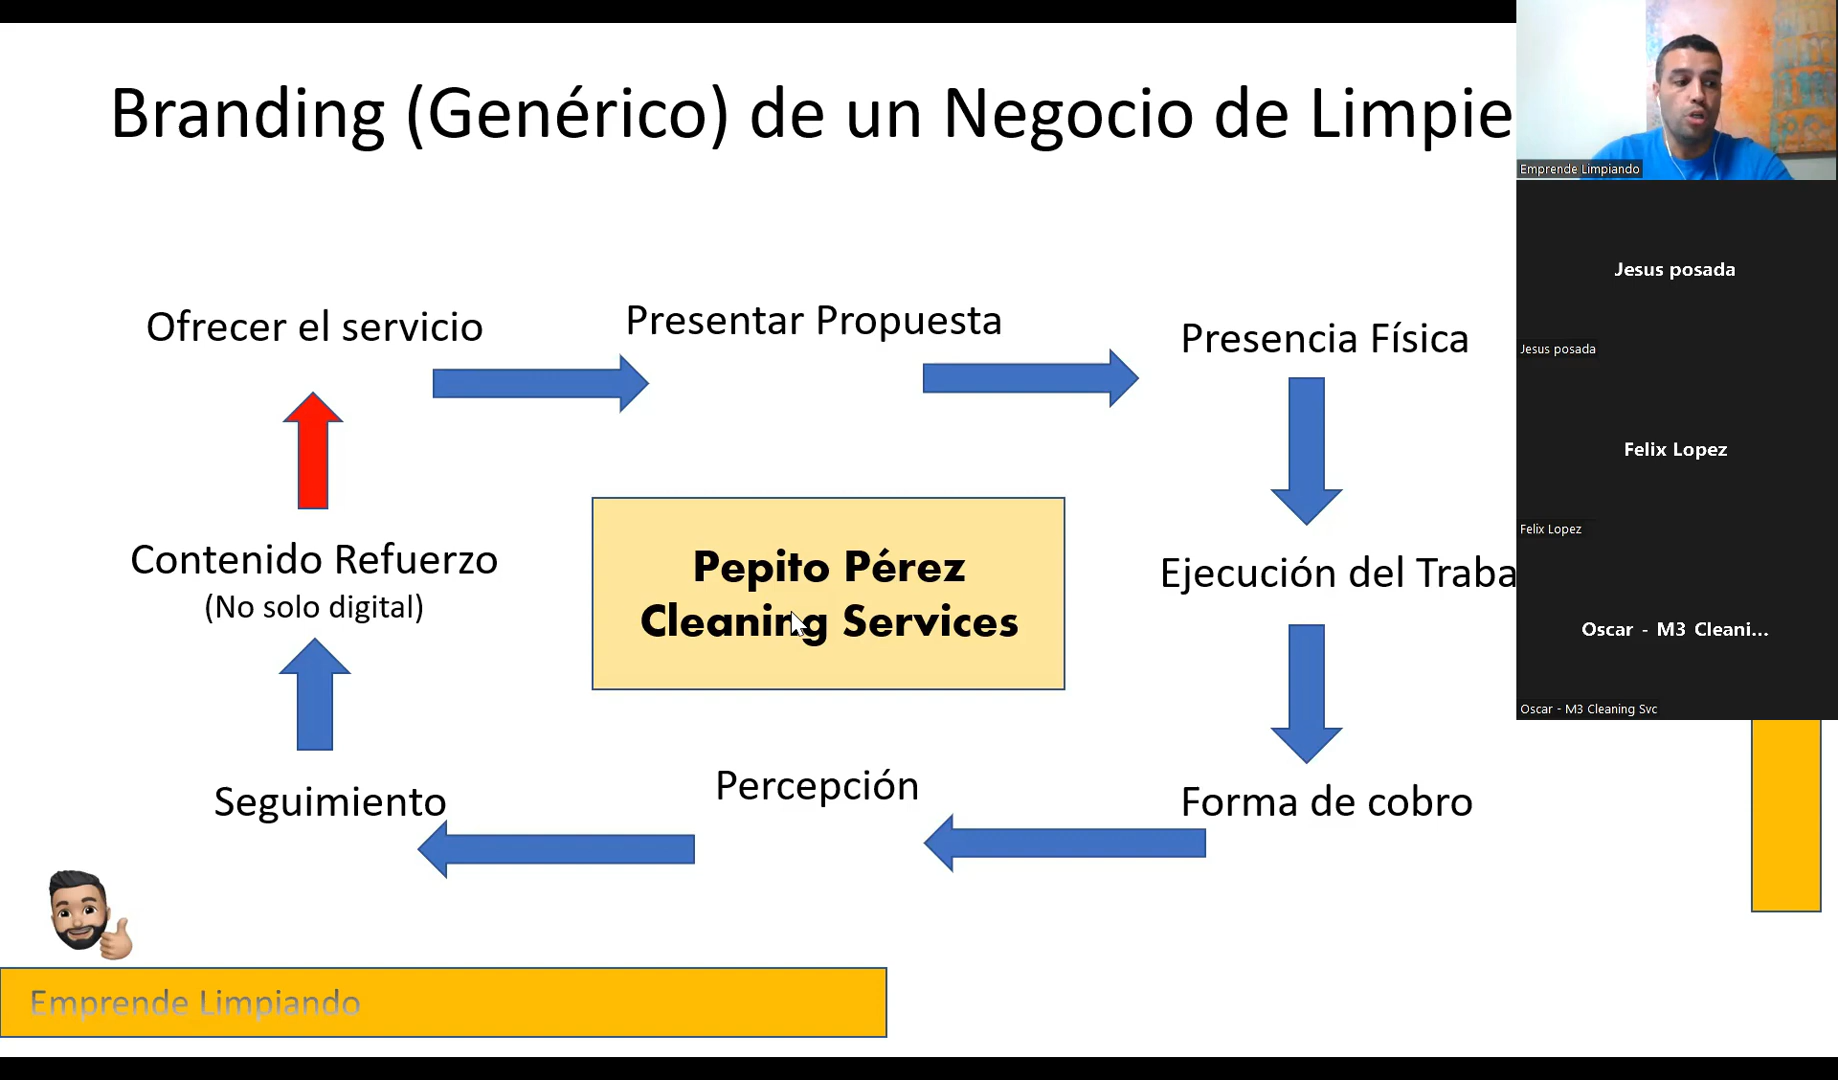 Branding (Genérico) de un Negocio de Limpie
Emprende Limpiando
Jesus posada
Jesus posada
Felix Lopez
Felix Lopez
Oscar - M3 Cleani...
Oscar - M3 Cleaning Svc
Ofrecer el servicio
Presentar Propuesta
Presencia Física
Contenido Refuerzo
(No solo digital)
Pepito Pérez
Cleaning Services
Ejecución del Traba
Seguimiento
Percepción
Forma de cobro
Emprende Limpiando